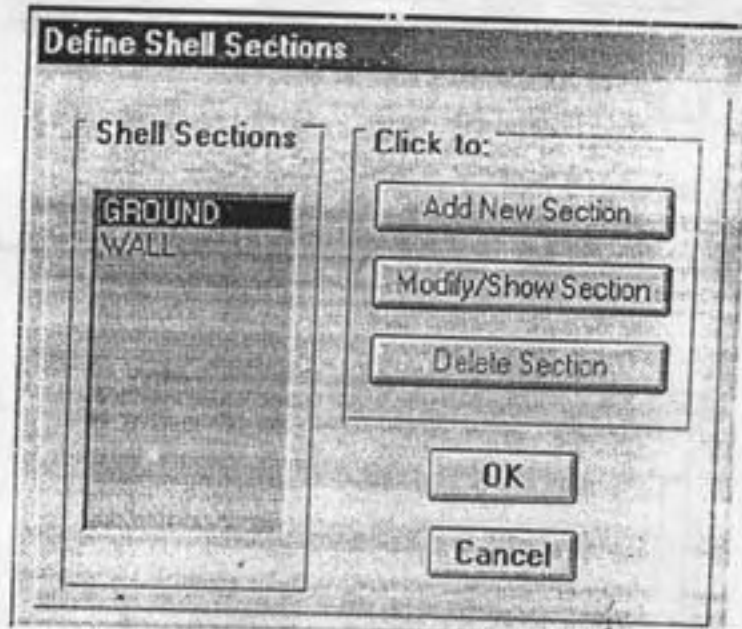 Define Shell Sections
Shell Sections
GROUND
WALL
Click to:
Add New Section
Modify/Show Section
Delete Section
OK
Cancel